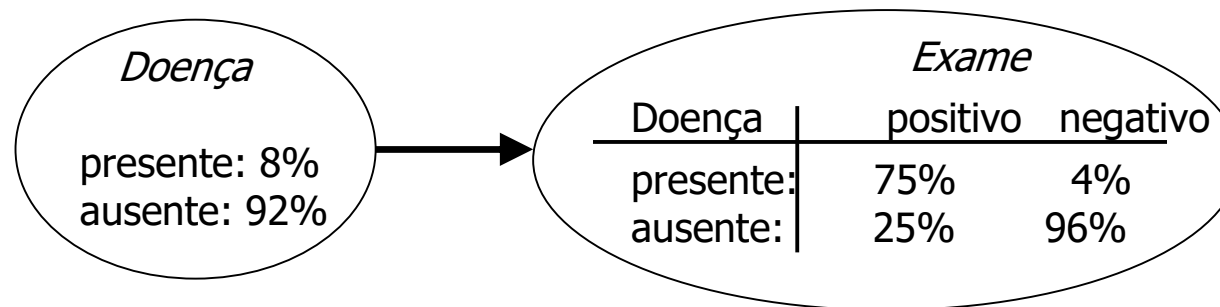 Doença
presente: 8%
ausente: 92%
Exame
Doença positivo negativo
presente: 75% 4%
ausente: 25% 96%